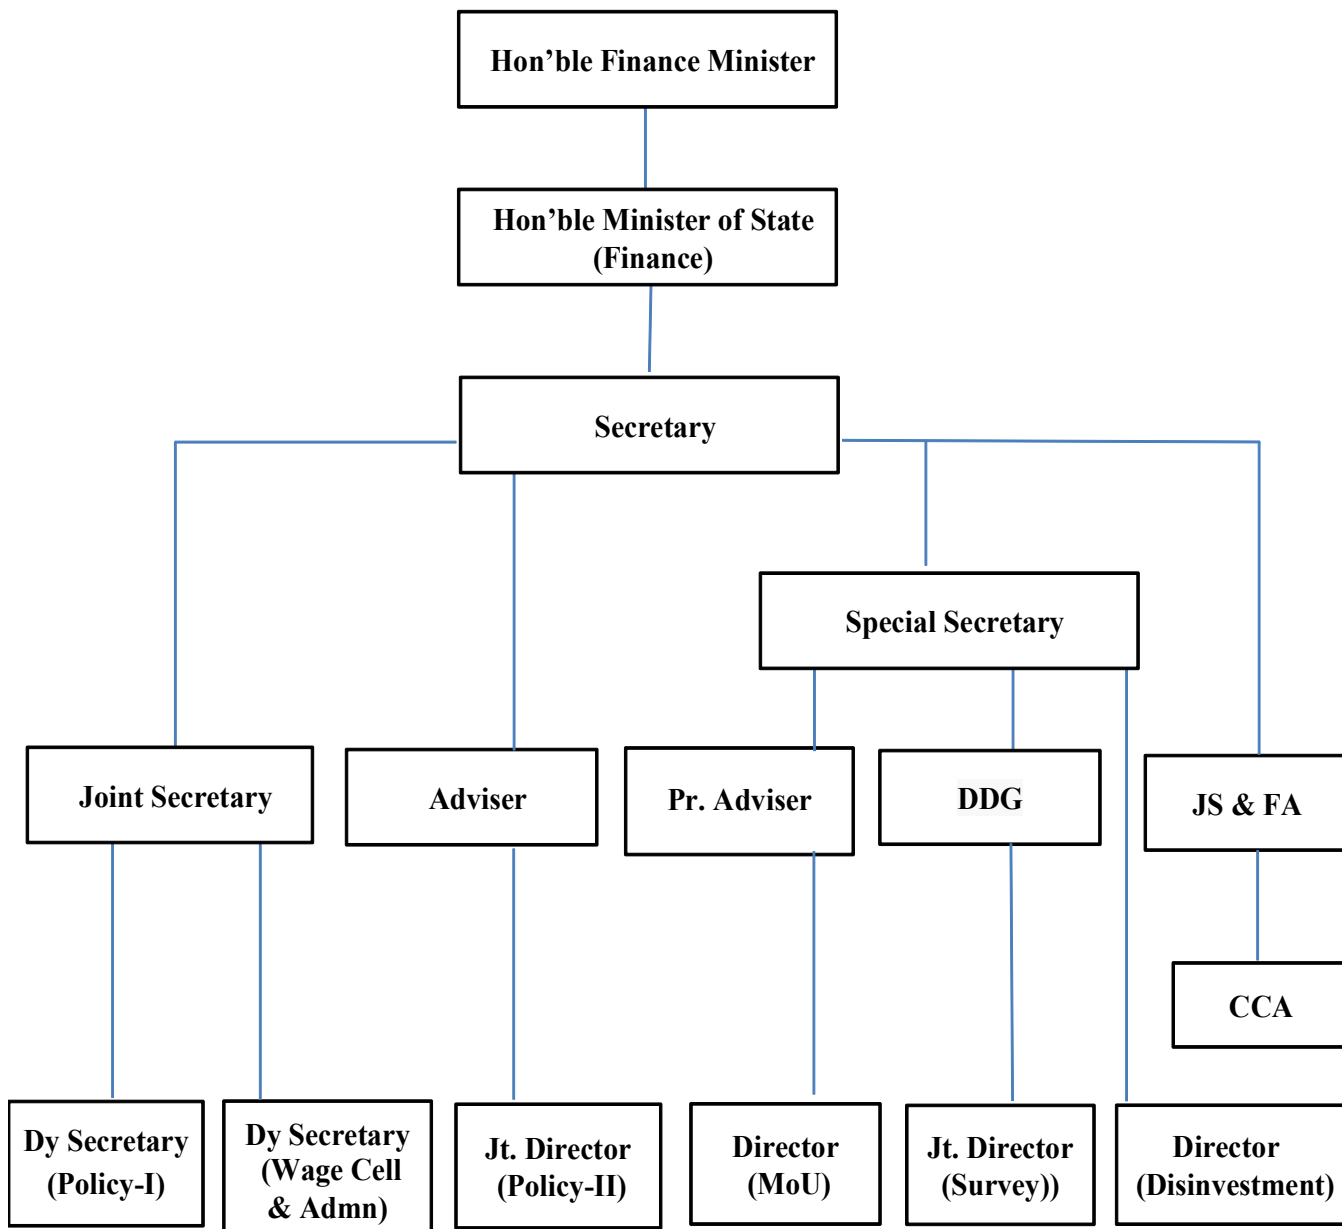 Hon’ble Finance Minister
Hon’ble Minister of State
(Finance)
Secretary
Special Secretary
Joint Secretary
Adviser
Pr. Adviser
DDG
JS & FA
CCA
Dy Secretary
(Policy-I)
Dy Secretary
(Wage Cell
& Admn)
Jt. Director
(Policy-II)
Director
(MoU)
Jt. Director
(Survey))
Director
(Disinvestment)